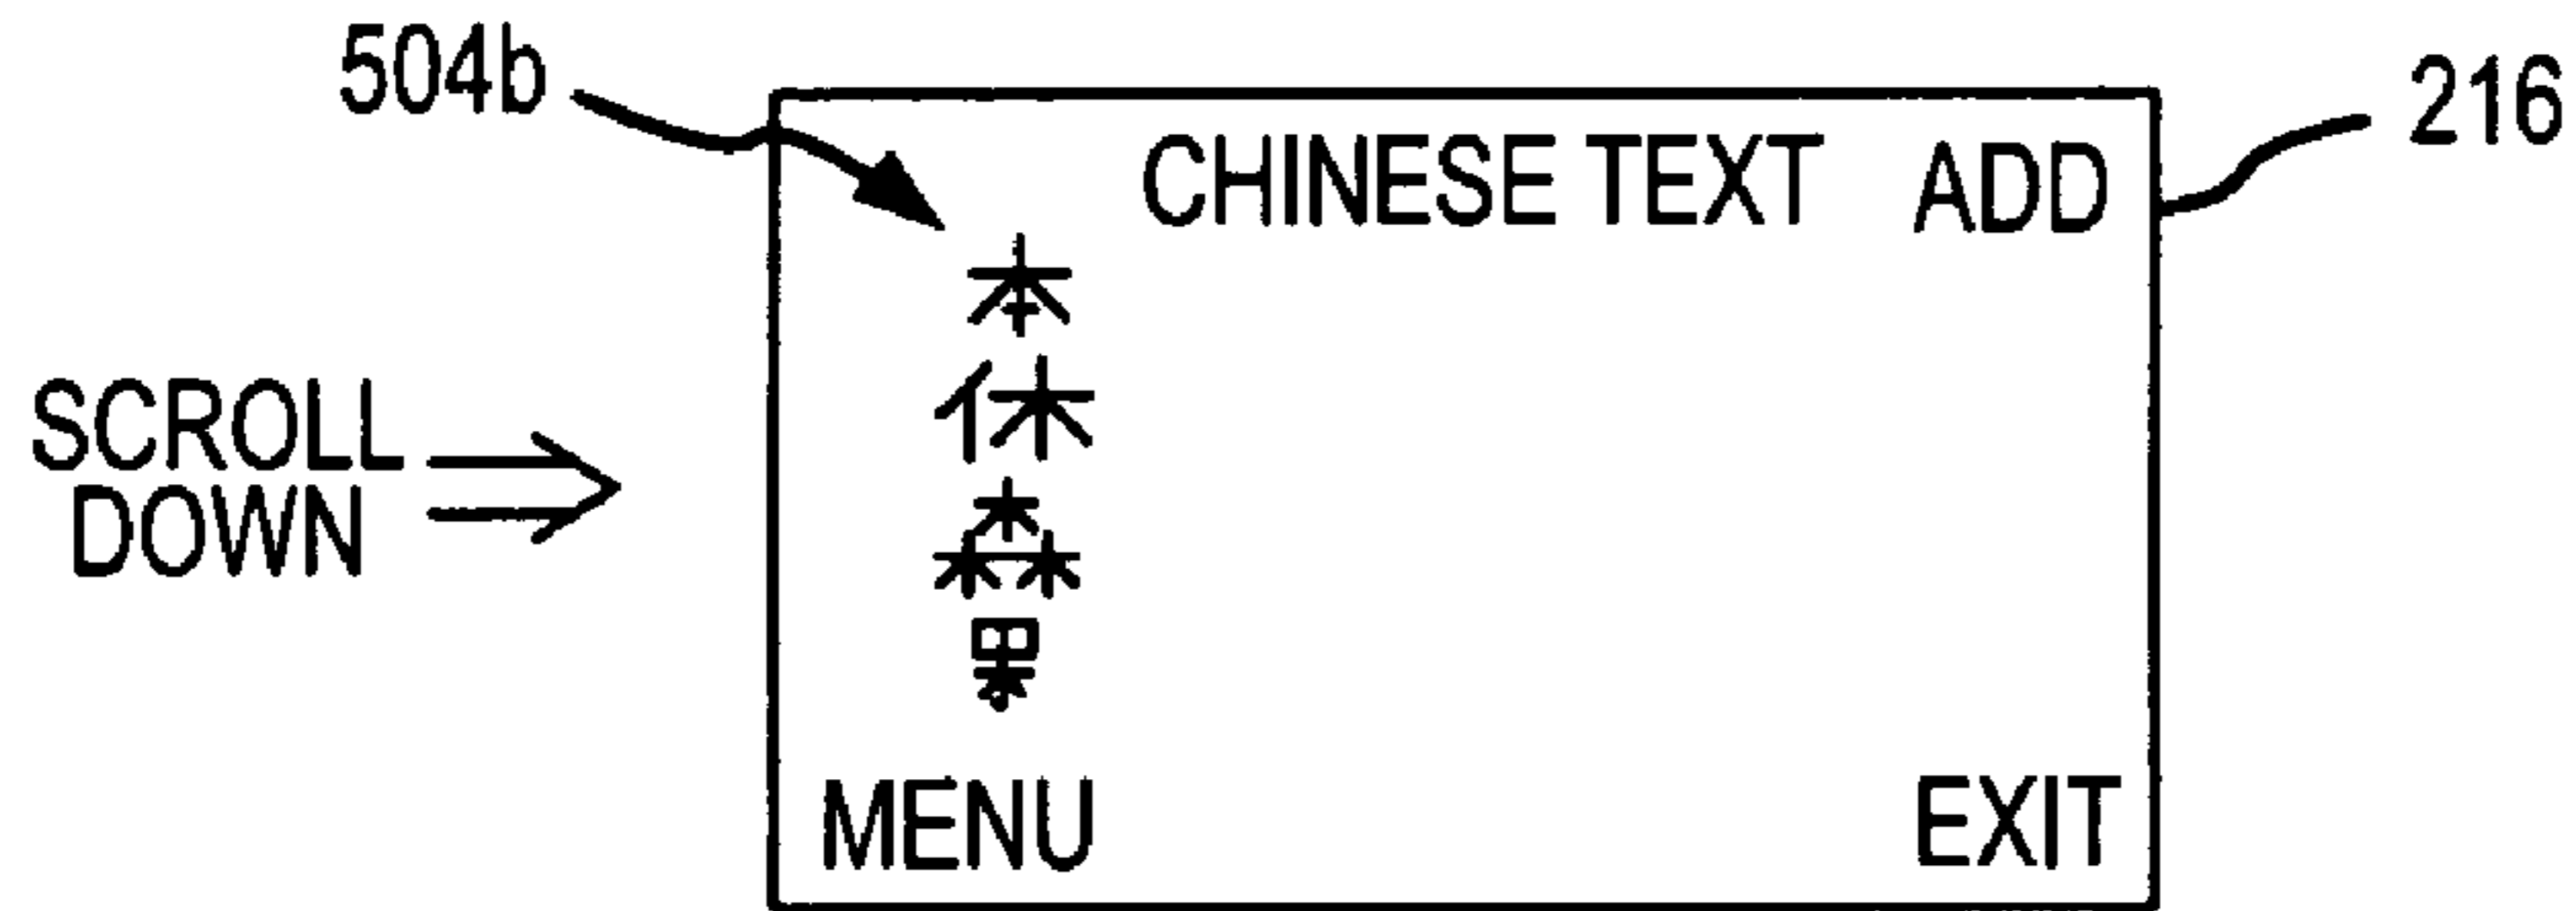 504b
216
CHINESE TEXT
ADD
本
休
森
果
SCROLL
DOWN
MENU
EXIT